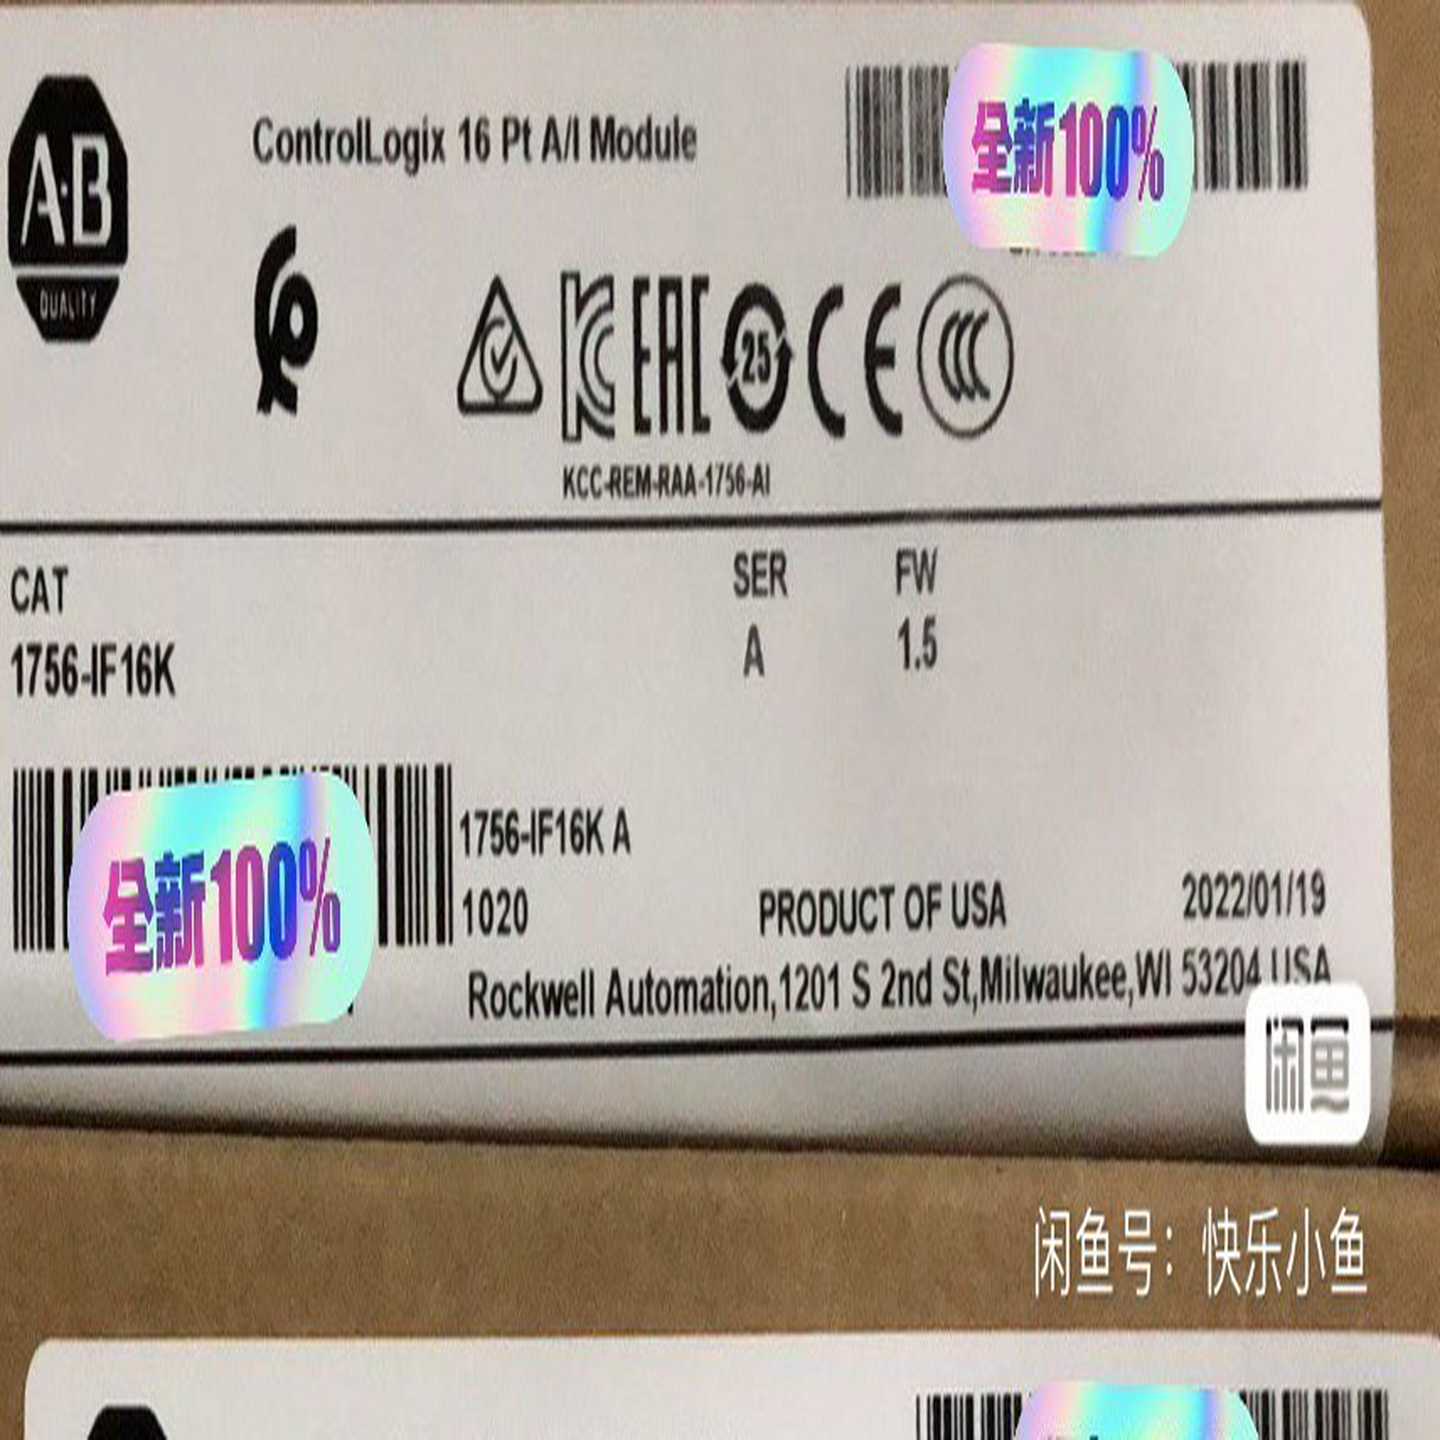 A·B
QUALITY
ControlLogix 16 Pt A/I Module
全新100%
25
KCC-REM-RAA-1756-AI
CAT
SER
FW
1756-IF16K
A
1.5
全新100%
1756-IF16K A
1020
PRODUCT OF USA
2022/01/19
Rockwell Automation,1201 S 2nd St,Milwaukee,WI 53204 USA
闲鱼
闲鱼号：快乐小鱼